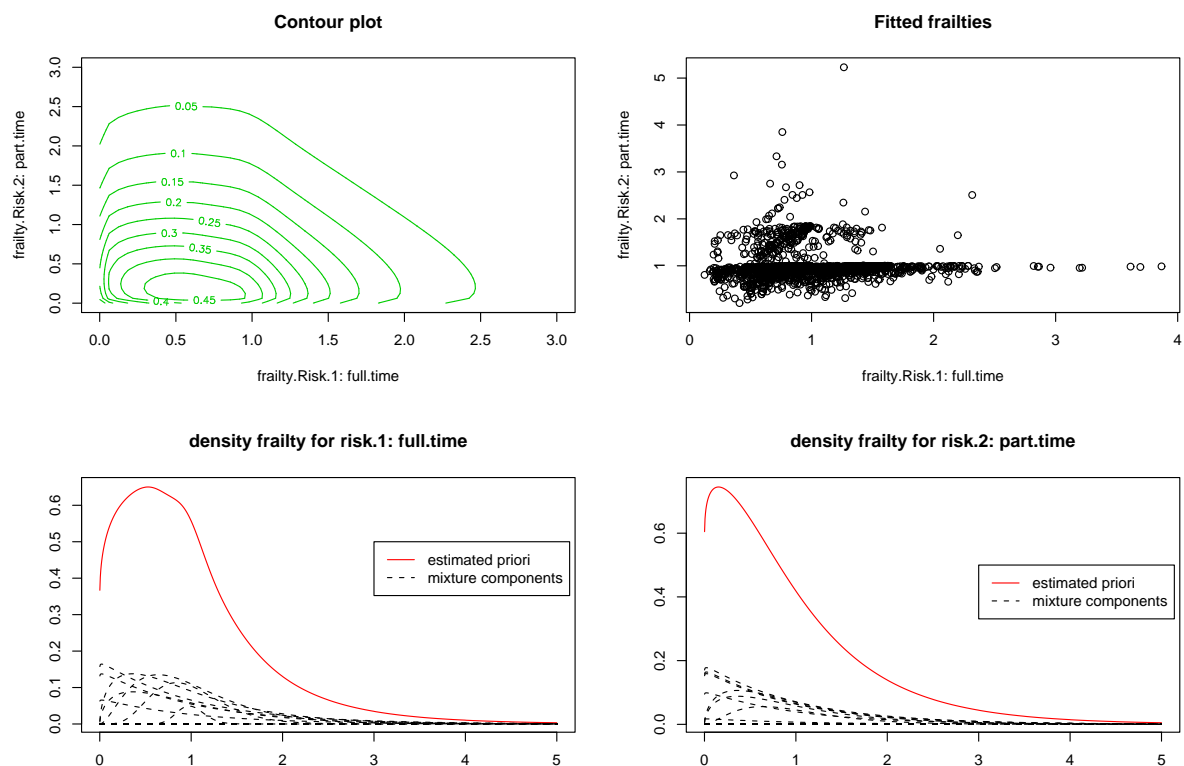 Contour plot
3.0
2.5
2.0
1.5
1.0
0.5
0.0
frailty.Risk.2: part.time
0.05
0.1
0.15
0.2
0.25
0.3
0.35
0.4
0.45
0.0 0.5 1.0 1.5 2.0 2.5 3.0
frailty.Risk.1: full.time
Fitted frailties
5
4
3
2
1
frailty.Risk.2: part.time
0 1 2 3 4
frailty.Risk.1: full.time
density frailty for risk.1: full.time
0.6
0.5
0.4
0.3
0.2
0.1
0.0
estimated priori
mixture components
0 1 2 3 4 5
density frailty for risk.2: part.time
0.6
0.4
0.2
0.0
estimated priori
mixture components
0 1 2 3 4 5